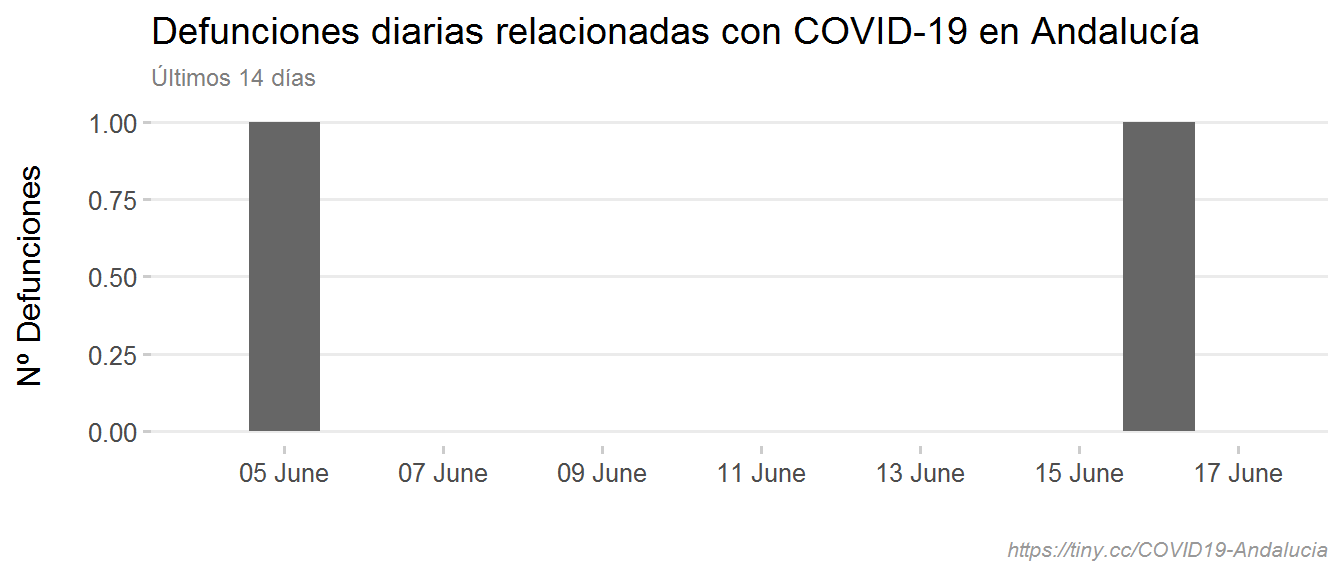 Defunciones diarias relacionadas con COVID-19 en Andalucía
Últimos 14 días
Nº Defunciones
1.00
0.75
0.50
0.25
0.00
05 June 07 June 09 June 11 June 13 June 15 June 17 June
https://tiny.cc/COVID19-Andalucia